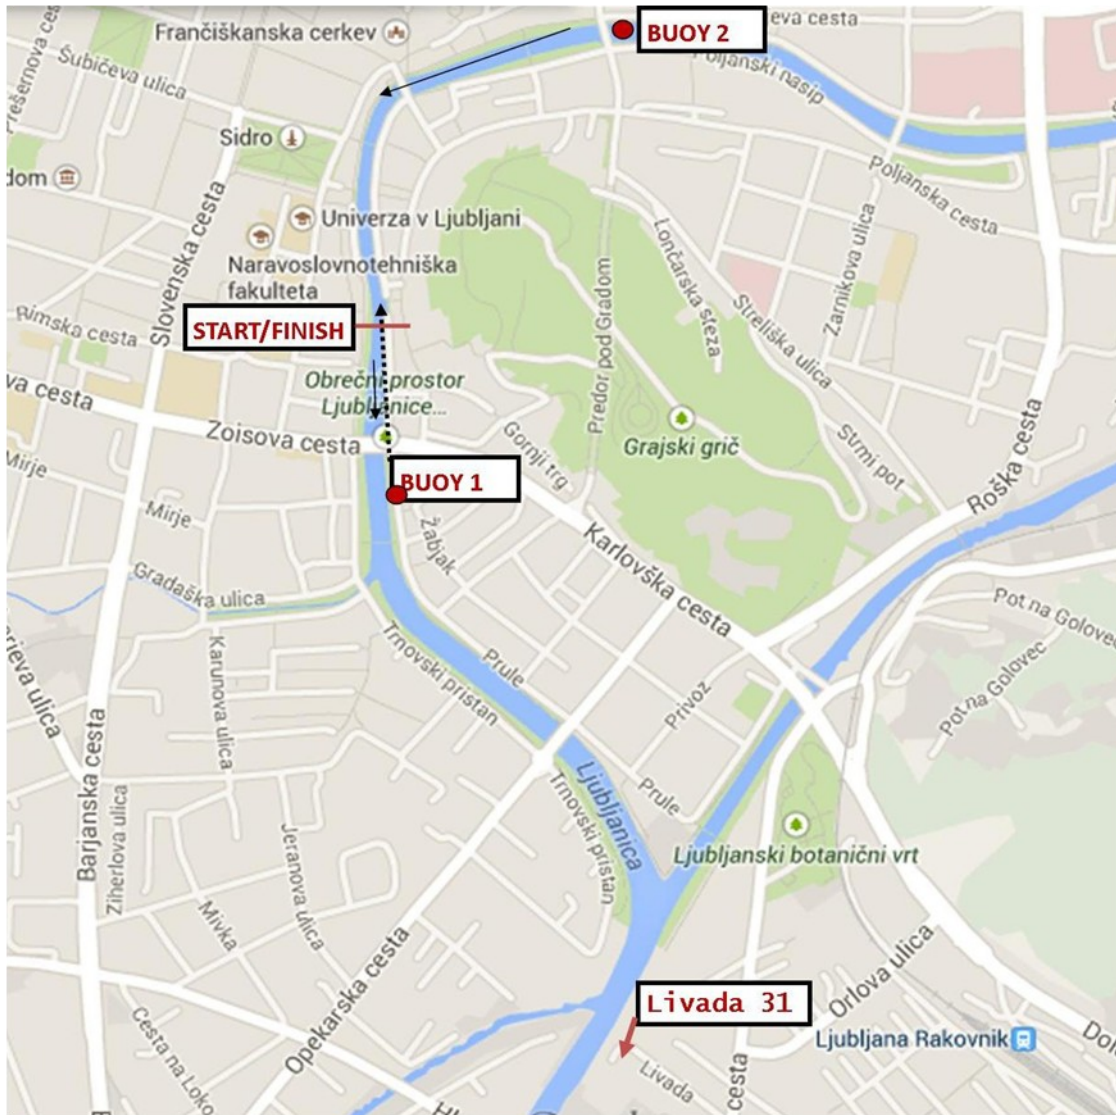 Frančiškanska cerkev
BUOY 2
eva cesta
Prešernova cesta
Šubičeva ulica
Poljanski nasip
Sidro
dom
Poljanska cesta
Univerza v Ljubljani
Naravoslovnotehniška
fakulteta
Slovenska cesta
Lončarska steza
Zarnikova ulica
Predor pod Gradom
Streliška ulica
Rimska cesta
START/FINISH
Obrečni prostor
Ljubljanice...
va cesta
Zoisova cesta
Gornji trg
Grajski grič
Strmi pot
Roška cesta
Mirje
BUOY 1
Mirje
Žabjak
Karlovška cesta
Gradaška ulica
Pot na Golovec
Pot na Golovec
rjeva ulica
Karunova ulica
Trnovski pristan
Prule
Privoz
Barjanska cesta
Ljubljanica
Prule
Trnovski pristan
Ziherlova ulica
Jeranova ulica
Ljubljanski botanični vrt
Mivka
Opekarska cesta
Orlova ulica
Livada 31
Cesta na Loko
Ljubljana Rakovnik
Livada
cesta
Dol